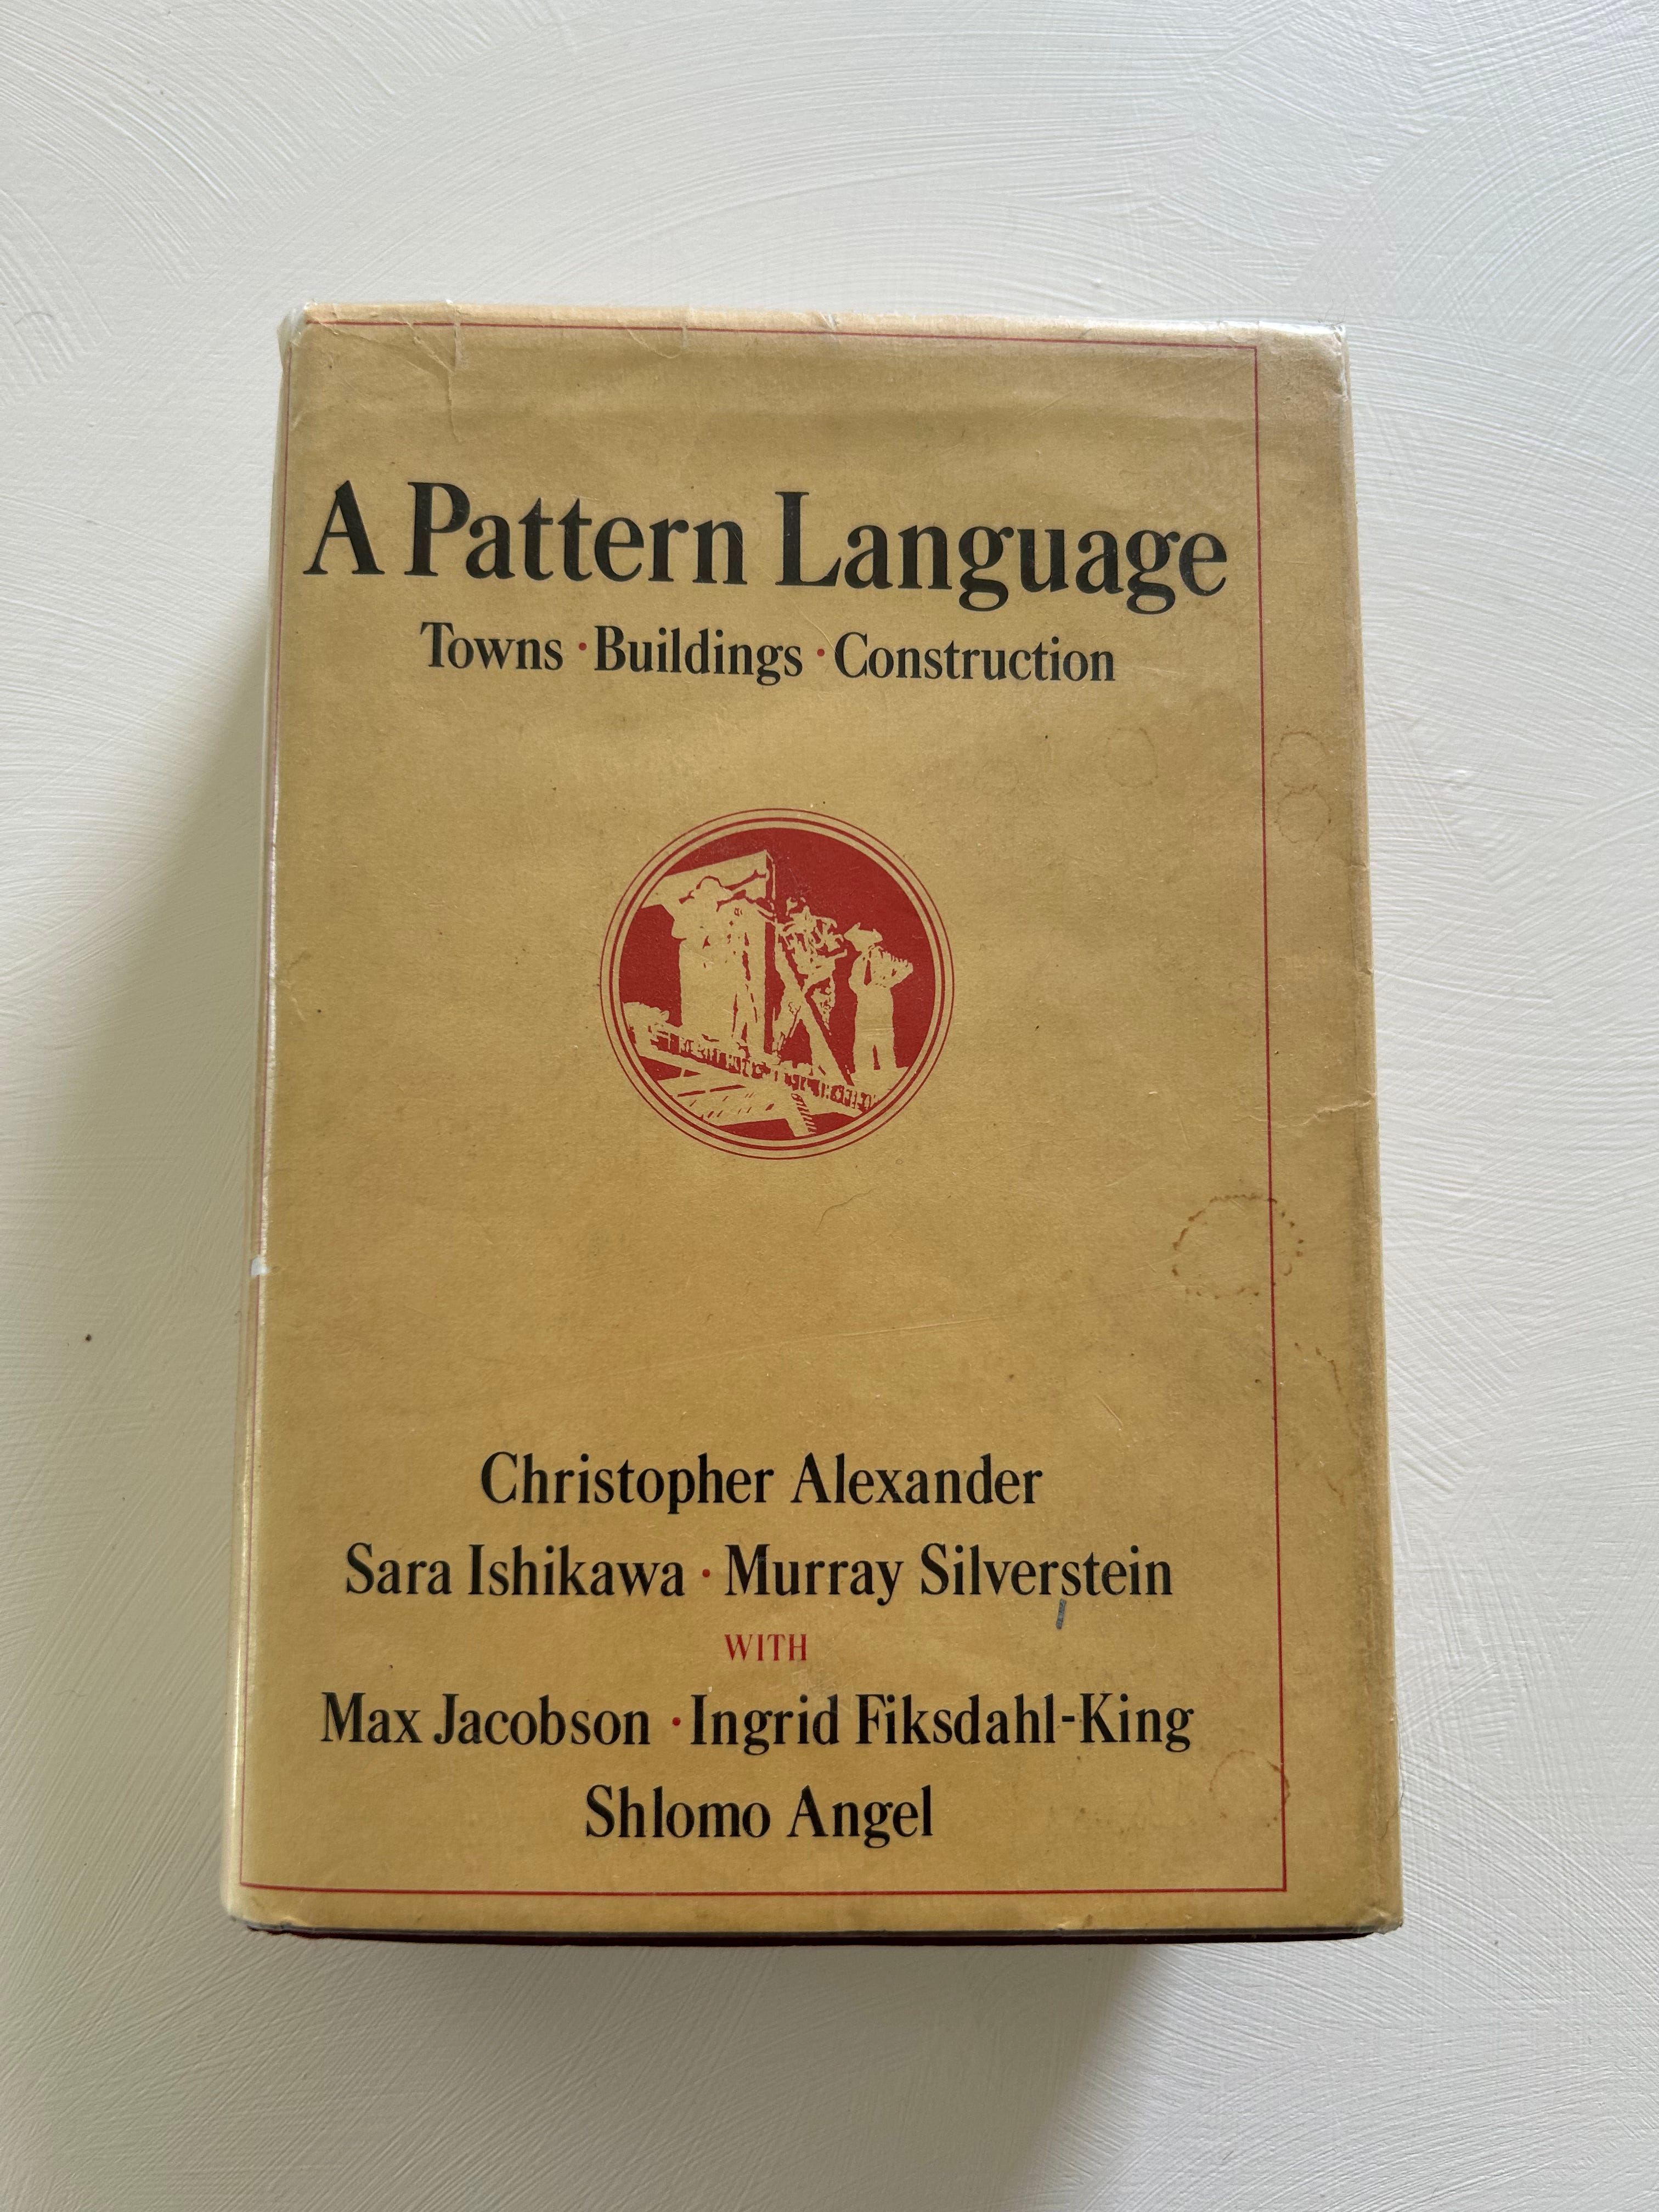 A Pattern Language
Towns · Buildings · Construction
Christopher Alexander
Sara Ishikawa · Murray Silverstein
WITH
Max Jacobson · Ingrid Fiksdahl-King
Shlomo Angel